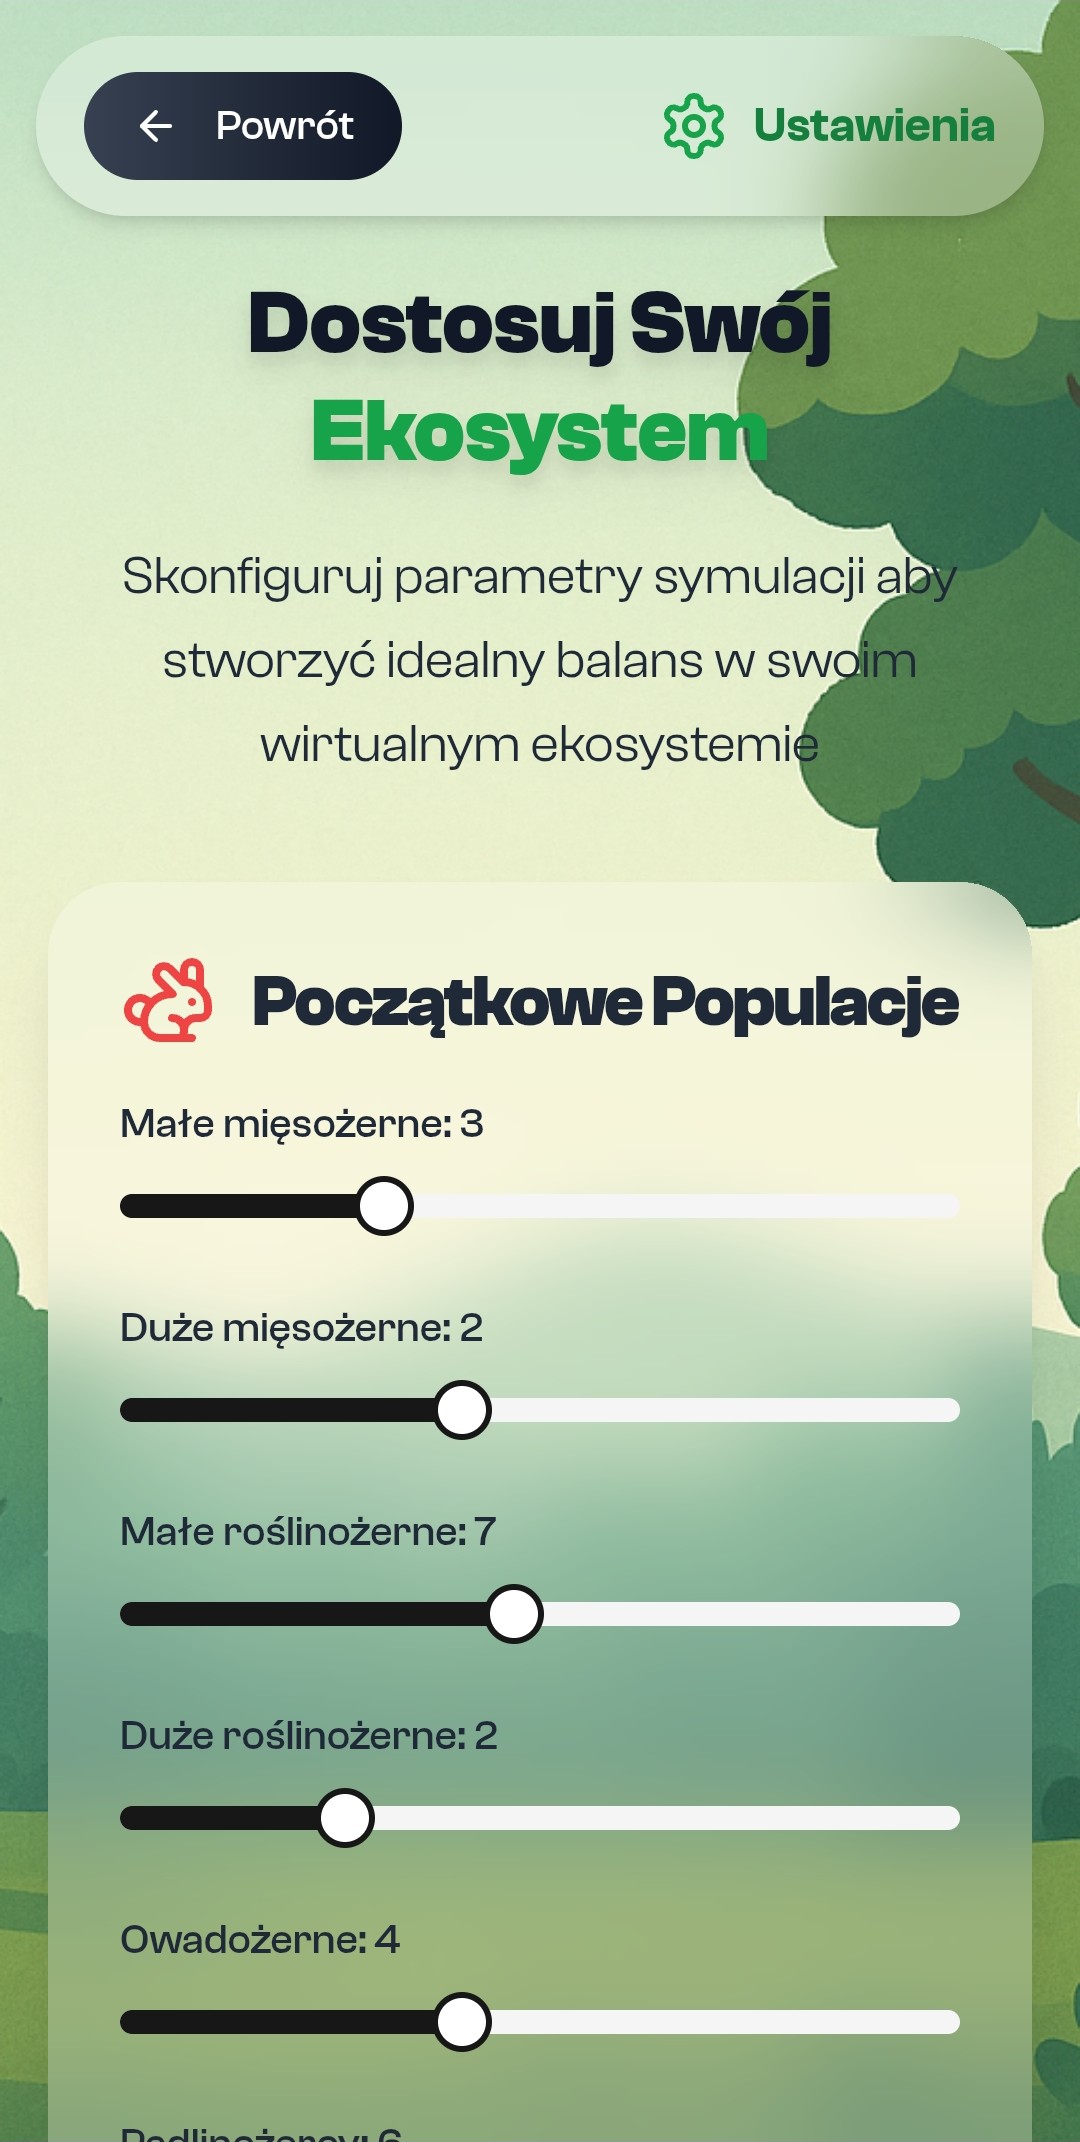 Powrót
Ustawienia
Dostosuj Swój
Ekosystem
Skonfiguruj parametry symulacji aby
stworzyć idealny balans w swoim
wirtualnym ekosystemie
Początkowe Populacje
Małe mięsożerne: 3
Duże mięsożerne: 2
Małe roślinożerne: 7
Duże roślinożerne: 2
Owadożerne: 4